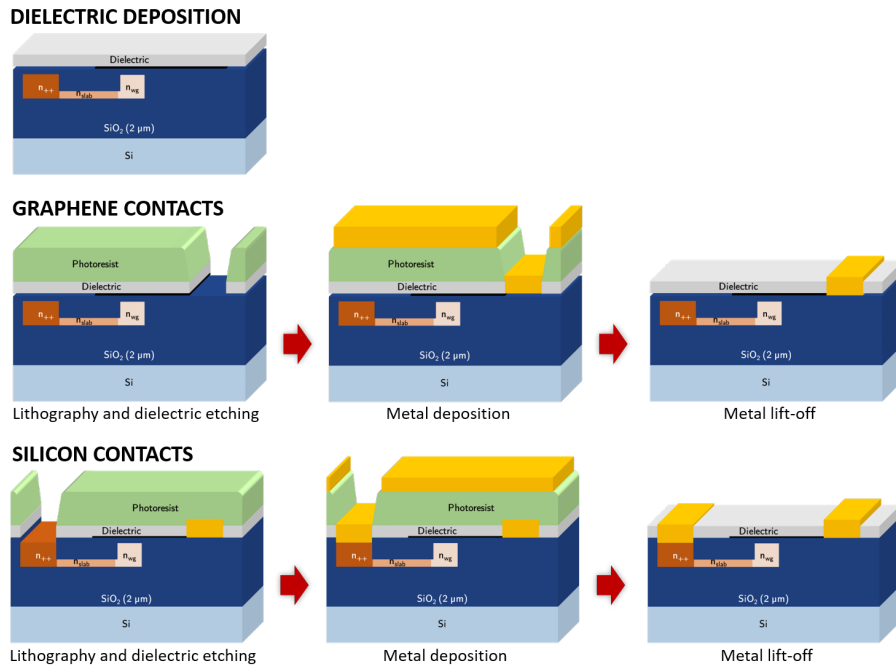 DIELECTRIC DEPOSITION
Dielectric
n++
nslab
nwg
SiO2 (2 μm)
Si
GRAPHENE CONTACTS
Photoresist
Dielectric
n++
nslab
nwg
SiO2 (2 μm)
Si
Lithography and dielectric etching
Photoresist
Dielectric
n++
nslab
nwg
SiO2 (2 μm)
Si
Metal deposition
Dielectric
n++
nslab
nwg
SiO2 (2 μm)
Si
Metal lift-off
SILICON CONTACTS
Photoresist
Dielectric
n++
nslab
nwg
SiO2 (2 μm)
Si
Lithography and dielectric etching
Photoresist
Dielectric
n++
nslab
nwg
SiO2 (2 μm)
Si
Metal deposition
Dielectric
n++
nslab
nwg
SiO2 (2 μm)
Si
Metal lift-off